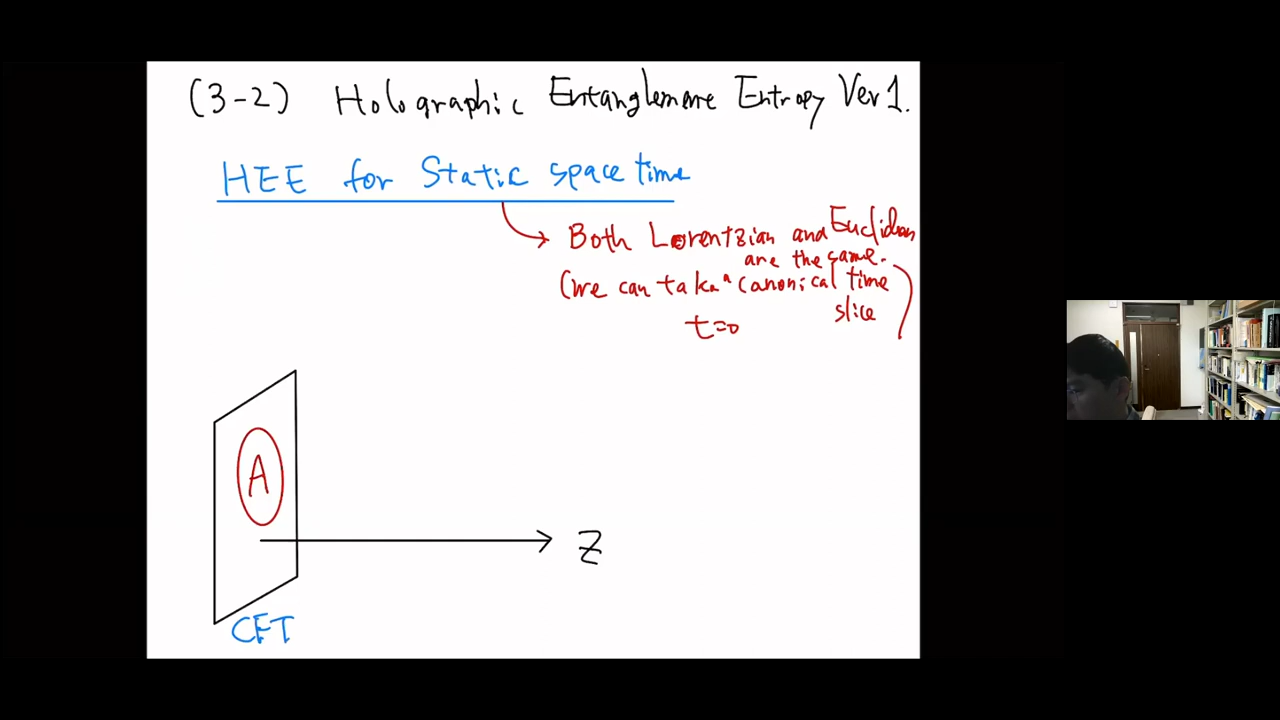 (3-2) Holographic Entanglement Entropy Ver 1.
HEE for Static space time
Both Lorentzian and Euclidean
are the same.
(we can take a canonical time
slice
t=0
)
A
Z
CFT